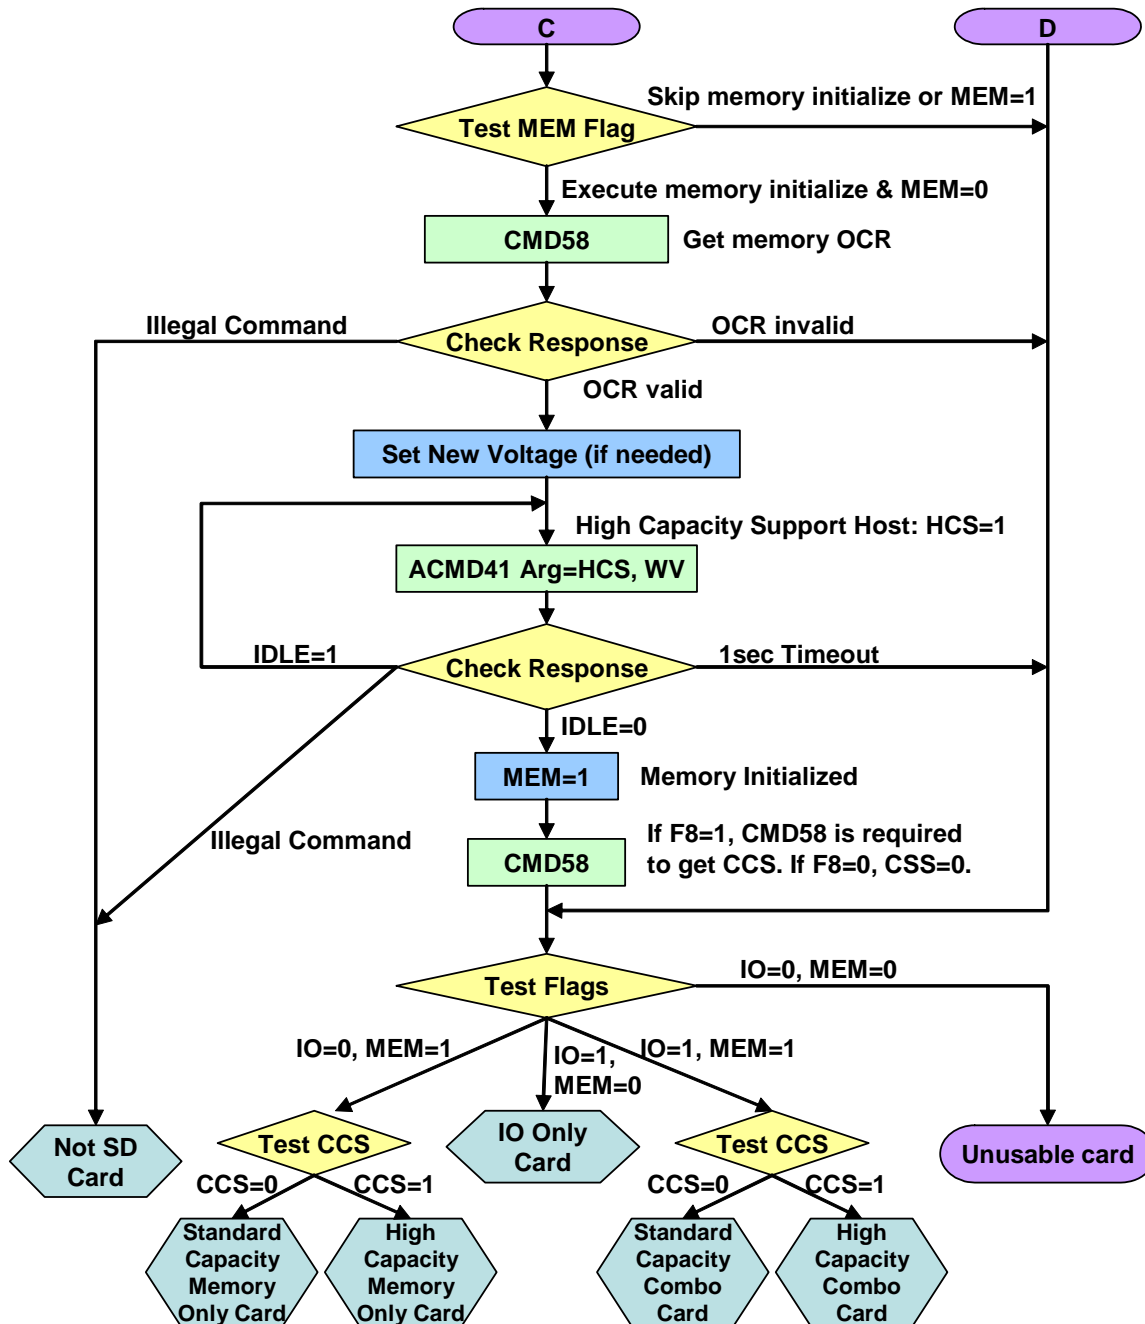 C
D
Skip memory initialize or MEM=1
Test MEM Flag
Execute memory initialize & MEM=0
CMD58
Get memory OCR
Illegal Command
OCR invalid
Check Response
OCR valid
Set New Voltage (if needed)
High Capacity Support Host: HCS=1
ACMD41 Arg=HCS, WV
IDLE=1
Check Response
1sec Timeout
IDLE=0
MEM=1
Memory Initialized
Illegal Command
CMD58
If F8=1, CMD58 is required
to get CCS. If F8=0, CSS=0.
Test Flags
IO=0, MEM=0
IO=0, MEM=1
IO=1,
MEM=0
IO=1, MEM=1
Not SD
Card
Test CCS
IO Only
Card
Test CCS
Unusable card
CCS=0
CCS=1
CCS=0
CCS=1
Standard
Capacity
Memory
Only Card
High
Capacity
Memory
Only Card
Standard
Capacity
Combo
Card
High
Capacity
Combo
Card